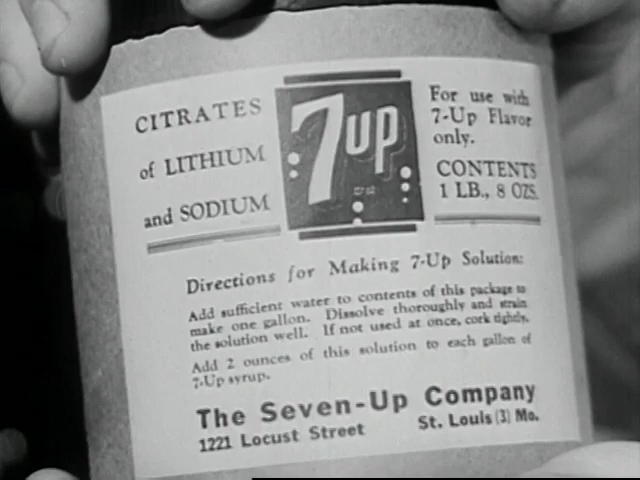 CITRATES
of LITHIUM
and SODIUM
7up
For use with
7-Up Flavor
only.
CONTENTS
1 LB., 8 OZS.
Directions for Making 7-Up Solution:
Add sufficient water to contents of this package to
make one gallon. Dissolve thoroughly and strain
the solution well. If not used at once, cork tightly.
Add 2 ounces of this solution to each gallon of
7-Up syrup.
The Seven-Up Company
1221 Locust Street St. Louis (3) Mo.